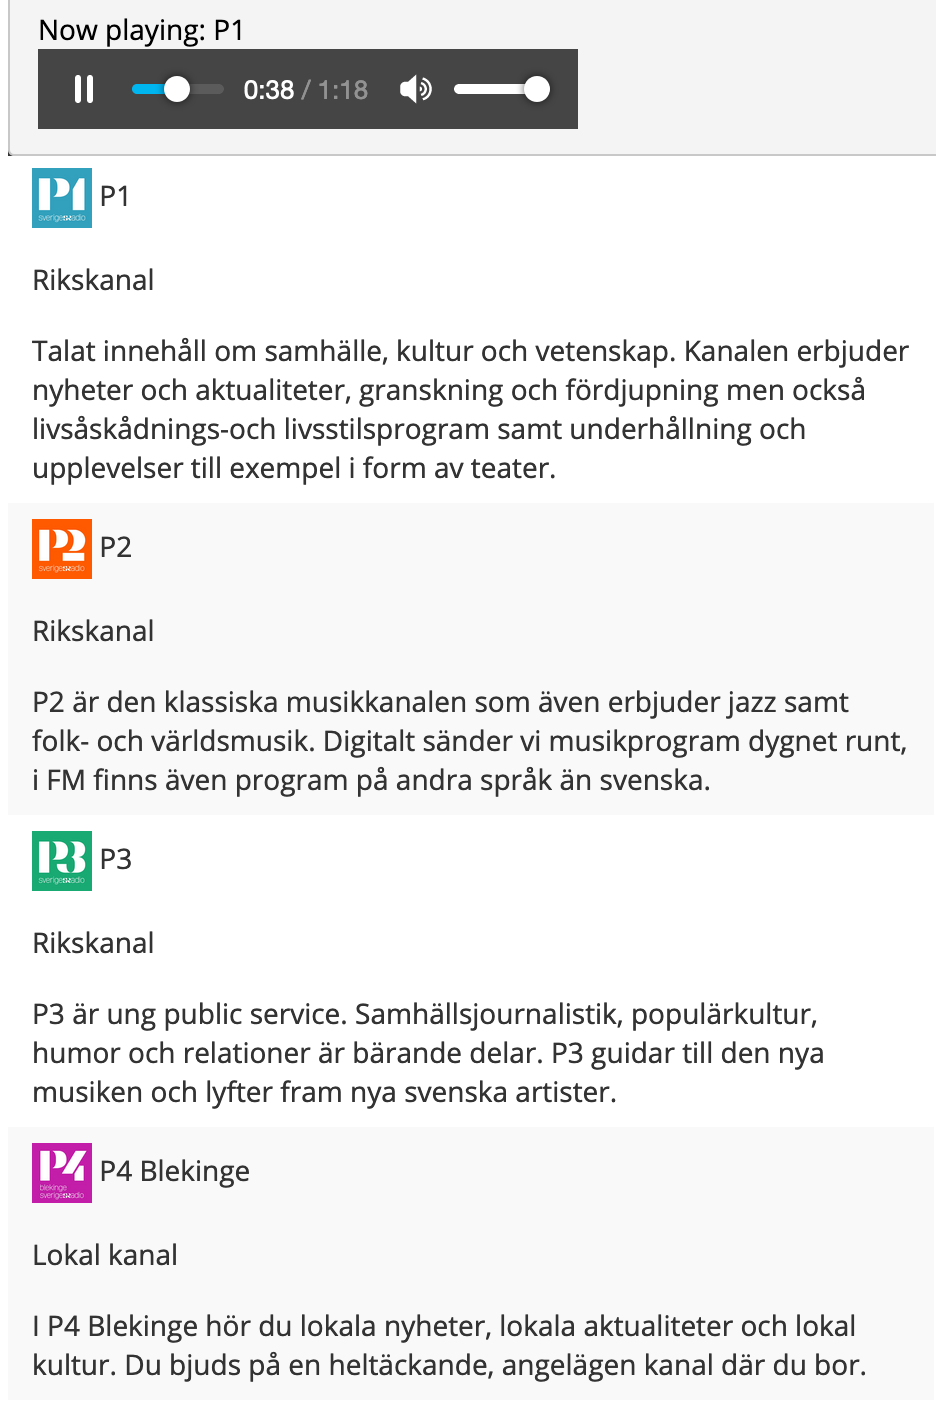 Now playing: P1
0:38 / 1:18
P1
sverigesradio
P1
Rikskanal
Talat innehåll om samhälle, kultur och vetenskap. Kanalen erbjuder
nyheter och aktualiteter, granskning och fördjupning men också
livsåskådnings-och livsstilsprogram samt underhållning och
upplevelser till exempel i form av teater.
P2
sverigesradio
P2
Rikskanal
P2 är den klassiska musikkanalen som även erbjuder jazz samt
folk- och världsmusik. Digitalt sänder vi musikprogram dygnet runt,
i FM finns även program på andra språk än svenska.
P3
sverigesradio
P3
Rikskanal
P3 är ung public service. Samhällsjournalistik, populärkultur,
humor och relationer är bärande delar. P3 guidar till den nya
musiken och lyfter fram nya svenska artister.
P4
blekinge
sverigesradio
P4 Blekinge
Lokal kanal
I P4 Blekinge hör du lokala nyheter, lokala aktualiteter och lokal
kultur. Du bjuds på en heltäckande, angelägen kanal där du bor.